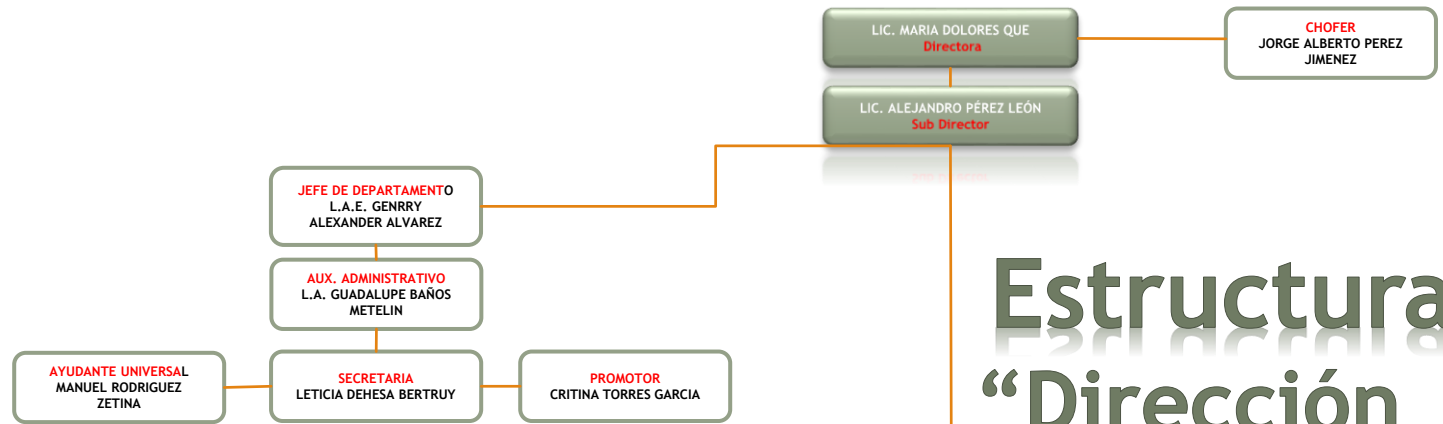 LIC. MARIA DOLORES QUE
Directora
CHOFER
JORGE ALBERTO PEREZ
JIMENEZ
LIC. ALEJANDRO PÉREZ LEÓN
Sub Director
JEFE DE DEPARTAMENTO
L.A.E. GENRRY
ALEXANDER ALVAREZ
AUX. ADMINISTRATIVO
L.A. GUADALUPE BAÑOS
METELIN
AYUDANTE UNIVERSAL
MANUEL RODRIGUEZ
ZETINA
SECRETARIA
LETICIA DEHESA BERTRUY
PROMOTOR
CRITINA TORRES GARCIA
Estructura
“Dirección